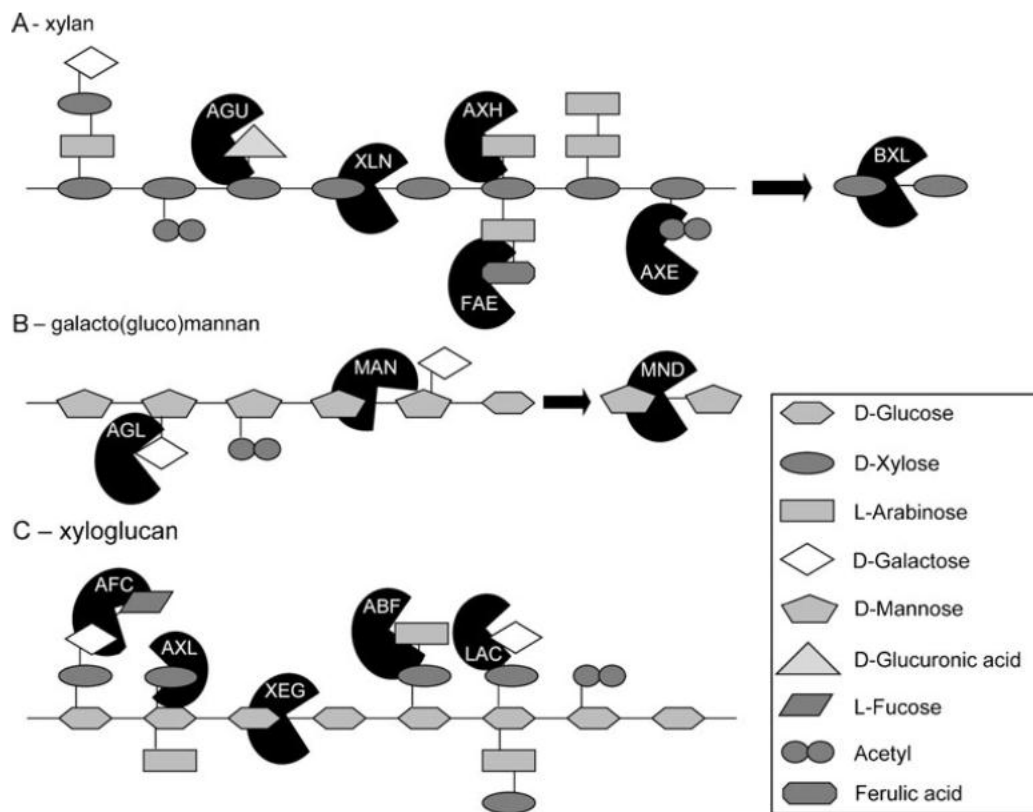 A - xylan
AGU
AXH
XLN
BXL
FAE
AXE
B – galacto(gluco)mannan
MAN
MND
AGL
C – xyloglucan
AFC
ABF
AXL
LAC
XEG
D-Glucose
D-Xylose
L-Arabinose
D-Galactose
D-Mannose
D-Glucuronic acid
L-Fucose
Acetyl
Ferulic acid